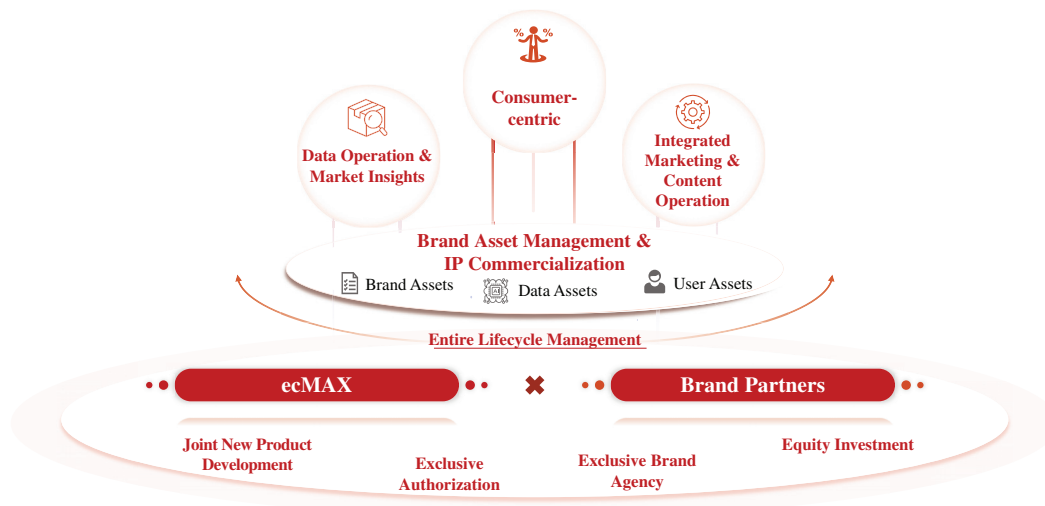 % %
Consumer-
centric
Data Operation &
Market Insights
Integrated
Marketing &
Content
Operation
Brand Asset Management &
IP Commercialization
Brand Assets
AI
Data Assets
User Assets
Entire Lifecycle Management
ecMAX
Brand Partners
Joint New Product
Development
Exclusive
Authorization
Exclusive Brand
Agency
Equity Investment